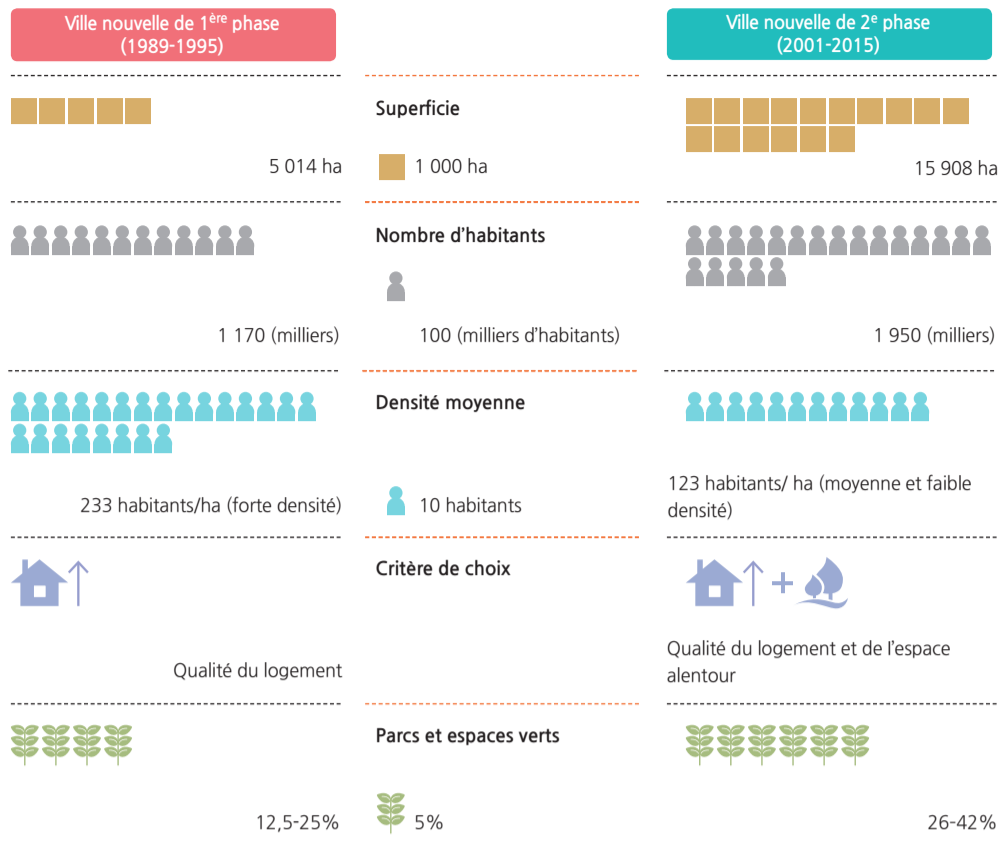 Ville nouvelle de 1ère phase
(1989-1995)
Ville nouvelle de 2e phase
(2001-2015)
Superficie
5 014 ha
1 000 ha
15 908 ha
Nombre d'habitants
1 170 (milliers)
100 (milliers d'habitants)
1 950 (milliers)
Densité moyenne
233 habitants/ha (forte densité)
10 habitants
123 habitants/ ha (moyenne et faible
densité)
Critère de choix
Qualité du logement
Qualité du logement et de l'espace
alentour
Parcs et espaces verts
12,5-25%
5%
26-42%